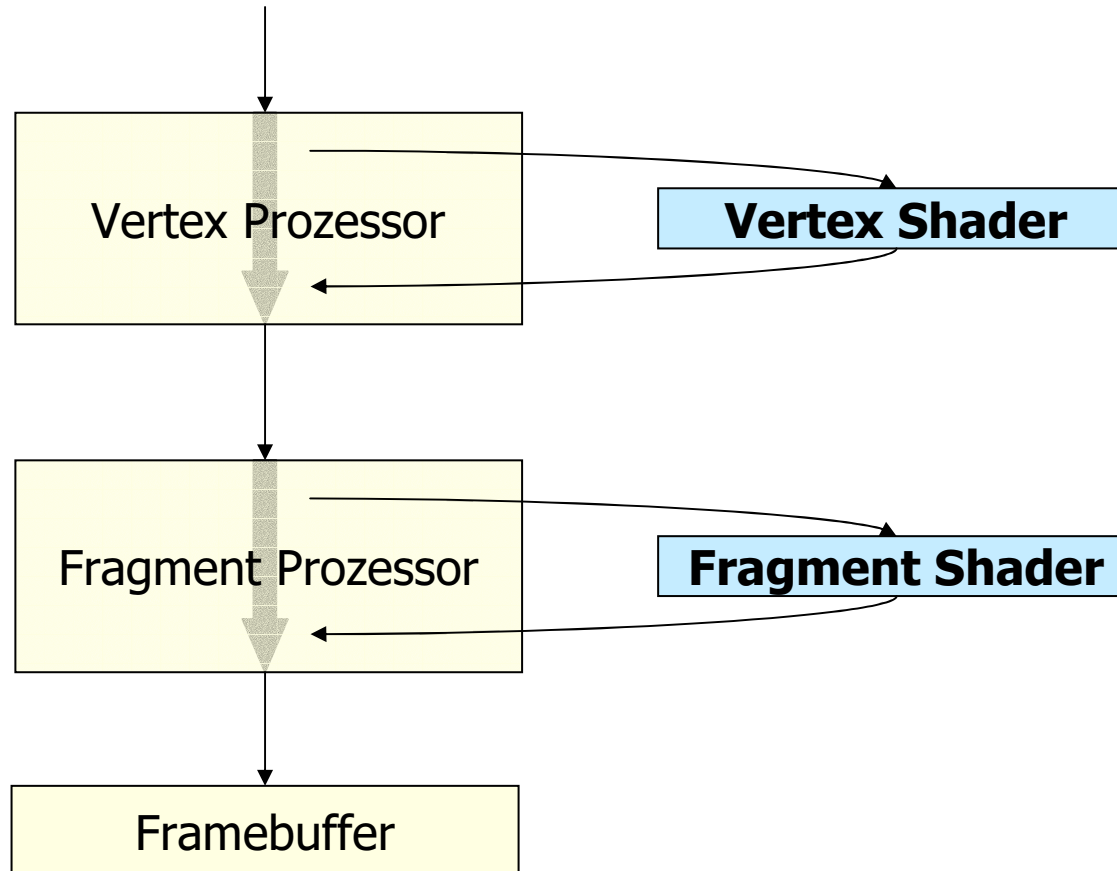 Vertex Prozessor
Vertex Shader
Fragment Prozessor
Fragment Shader
Framebuffer